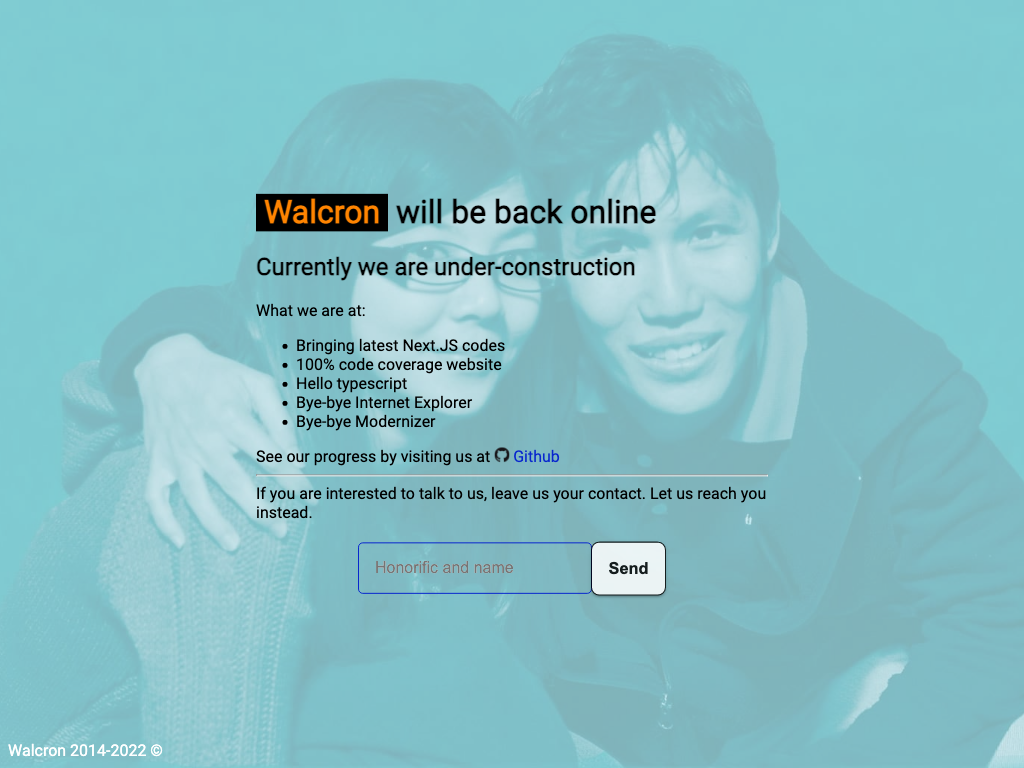 Walcron will be back online
Currently we are under-construction
What we are at:
Bringing latest Next.JS codes
100% code coverage website
Hello typescript
Bye-bye Internet Explorer
Bye-bye Modernizer
See our progress by visiting us at Github
If you are interested to talk to us, leave us your contact. Let us reach you
instead.
Honorific and name
Send
Walcron 2014-2022 ©